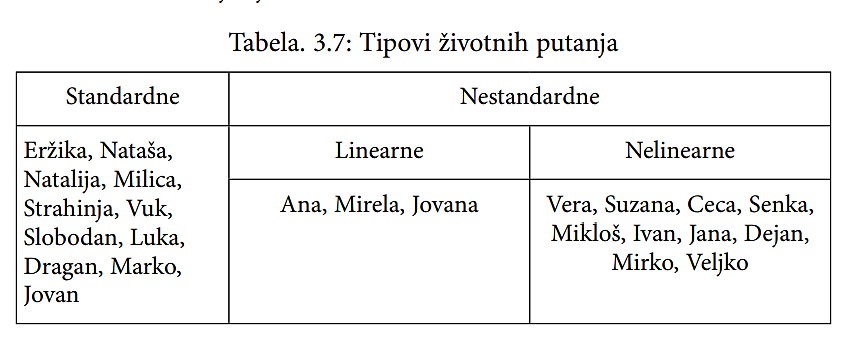 Tabela. 3.7: Tipovi životnih putanja
Standardne
Nestandardne
Eržika, Nataša,
Natalija, Milica,
Strahinja, Vuk,
Slobodan, Luka,
Dragan, Marko,
Jovan
Linearne
Nelinearne
Ana, Mirela, Jovana
Vera, Suzana, Ceca, Senka,
Mikloš, Ivan, Jana, Dejan,
Mirko, Veljko